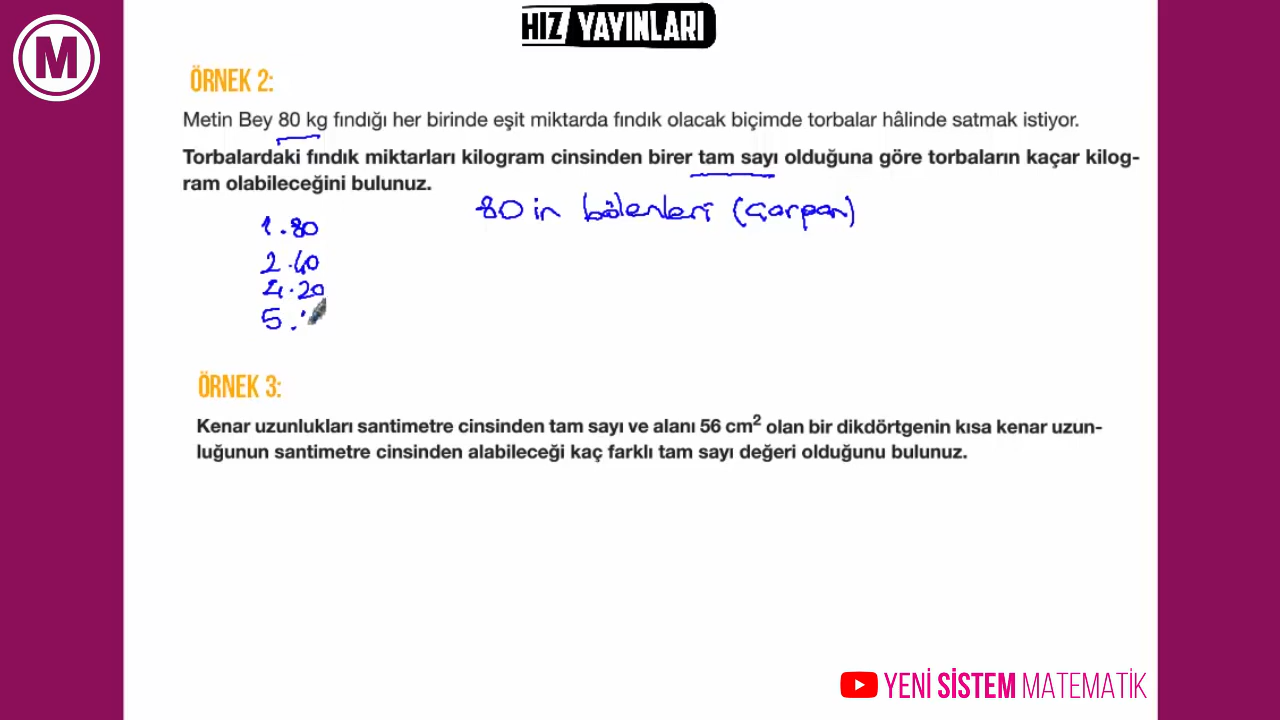 M
HIZ YAYINLARI
ÖRNEK 2:
Metin Bey 80 kg fındığı her birinde eşit miktarda fındık olacak biçimde torbalar hâlinde satmak istiyor.
Torbalardaki fındık miktarları kilogram cinsinden birer tam sayı olduğuna göre torbaların kaçar kilog-
ram olabileceğini bulunuz.
80 in bölenleri (Çarpan)
1.80
2.40
4.20
5.
ÖRNEK 3:
Kenar uzunlukları santimetre cinsinden tam sayı ve alanı 56 cm² olan bir dikdörtgenin kısa kenar uzun-
luğunun santimetre cinsinden alabileceği kaç farklı tam sayı değeri olduğunu bulunuz.
YENİ SİSTEM MATEMATİK